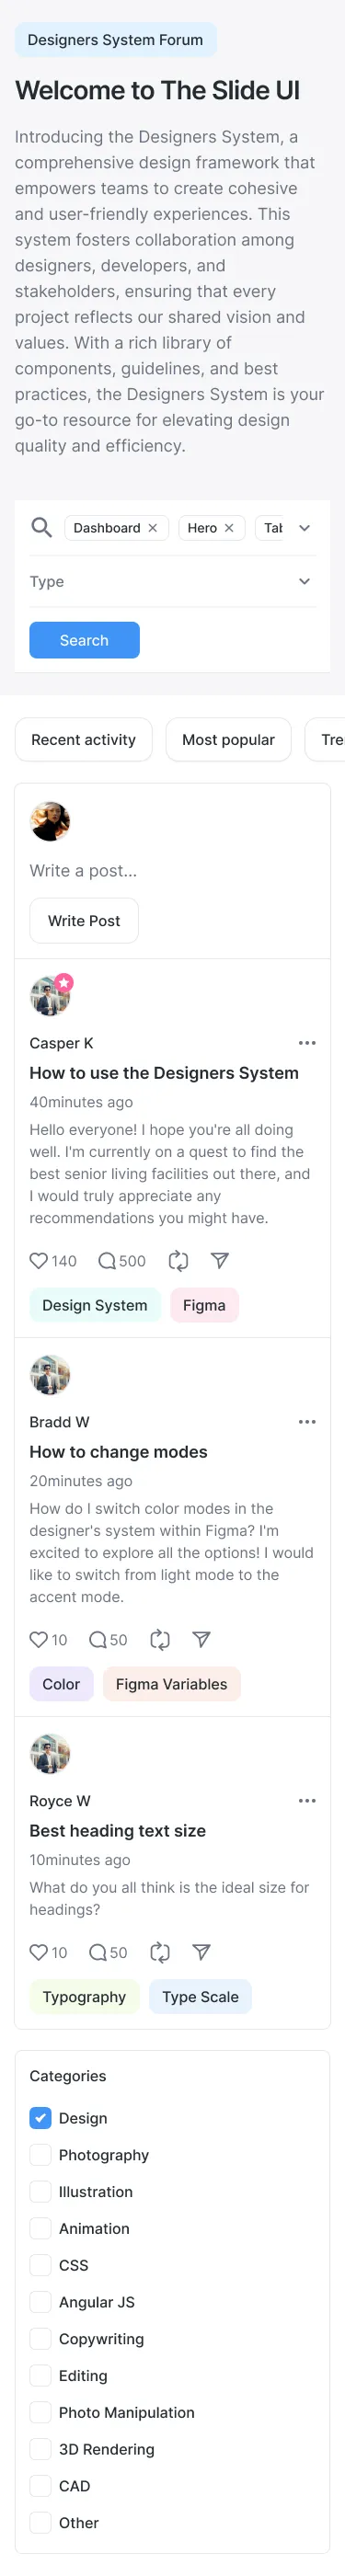 Designers System Forum
Welcome to The Slide UI
Introducing the Designers System, a
comprehensive design framework that
empowers teams to create cohesive
and user-friendly experiences. This
system fosters collaboration among
designers, developers, and
stakeholders, ensuring that every
project reflects our shared vision and
values. With a rich library of
components, guidelines, and best
practices, the Designers System is your
go-to resource for elevating design
quality and efficiency.
Dashboard Hero Tab
Type
Search
Recent activity Most popular Tre
Write a post...
Write Post
Casper K
How to use the Designers System
40minutes ago
Hello everyone! I hope you're all doing
well. I'm currently on a quest to find the
best senior living facilities out there, and
I would truly appreciate any
recommendations you might have.
140 500
Design System Figma
Bradd W
How to change modes
20minutes ago
How do I switch color modes in the
designer's system within Figma? I'm
excited to explore all the options! I would
like to switch from light mode to the
accent mode.
10 50
Color Figma Variables
Royce W
Best heading text size
10minutes ago
What do you all think is the ideal size for
headings?
10 50
Typography Type Scale
Categories
Design
Photography
Illustration
Animation
CSS
Angular JS
Copywriting
Editing
Photo Manipulation
3D Rendering
CAD
Other